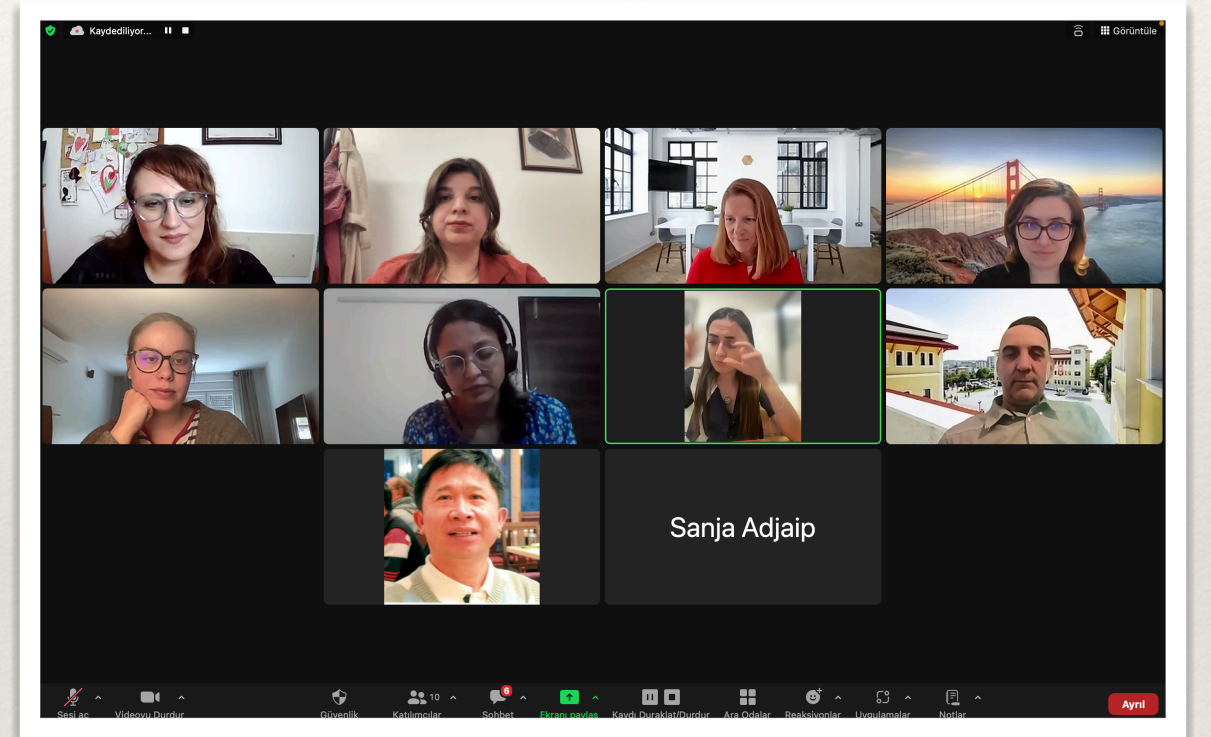 Kaydediliyor...
Görüntüle
Sanja Adjaip
Sesi aç
Videoyu Durdur
Güvenlik
10
Katılımcılar
6
Sohbet
Ekranı paylaş
Kaydı Duraklat/Durdur
Ara Odalar
Reaksiyonlar
Uygulamalar
Notlar
Ayrıl